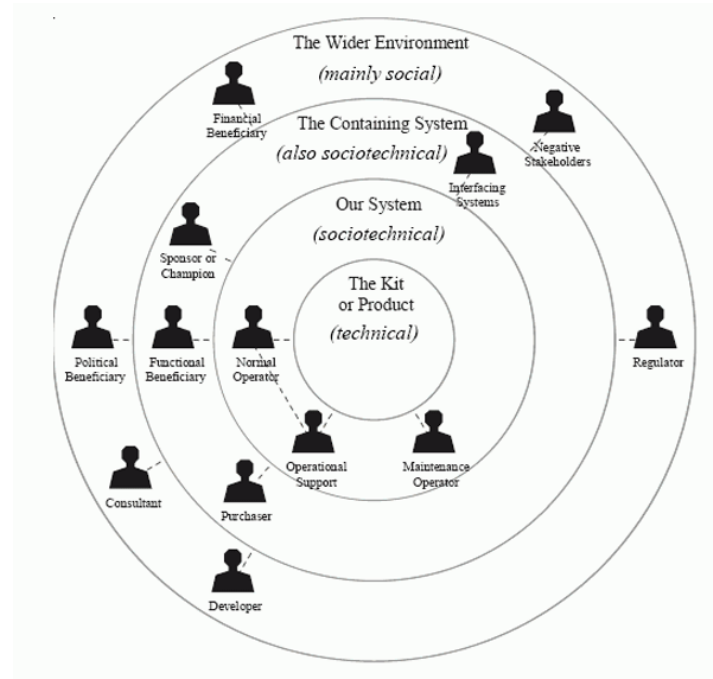 The Wider Environment
(mainly social)
Financial
Beneficiary
The Containing System
(also sociotechnical)
Negative
Stakeholders
Interfacing
Systems
Our System
(sociotechnical)
Sponsor or
Champion
The Kit
or Product
(technical)
Political
Beneficiary
Functional
Beneficiary
Normal
Operator
Regulator
Operational
Support
Maintenance
Operator
Consultant
Purchaser
Developer